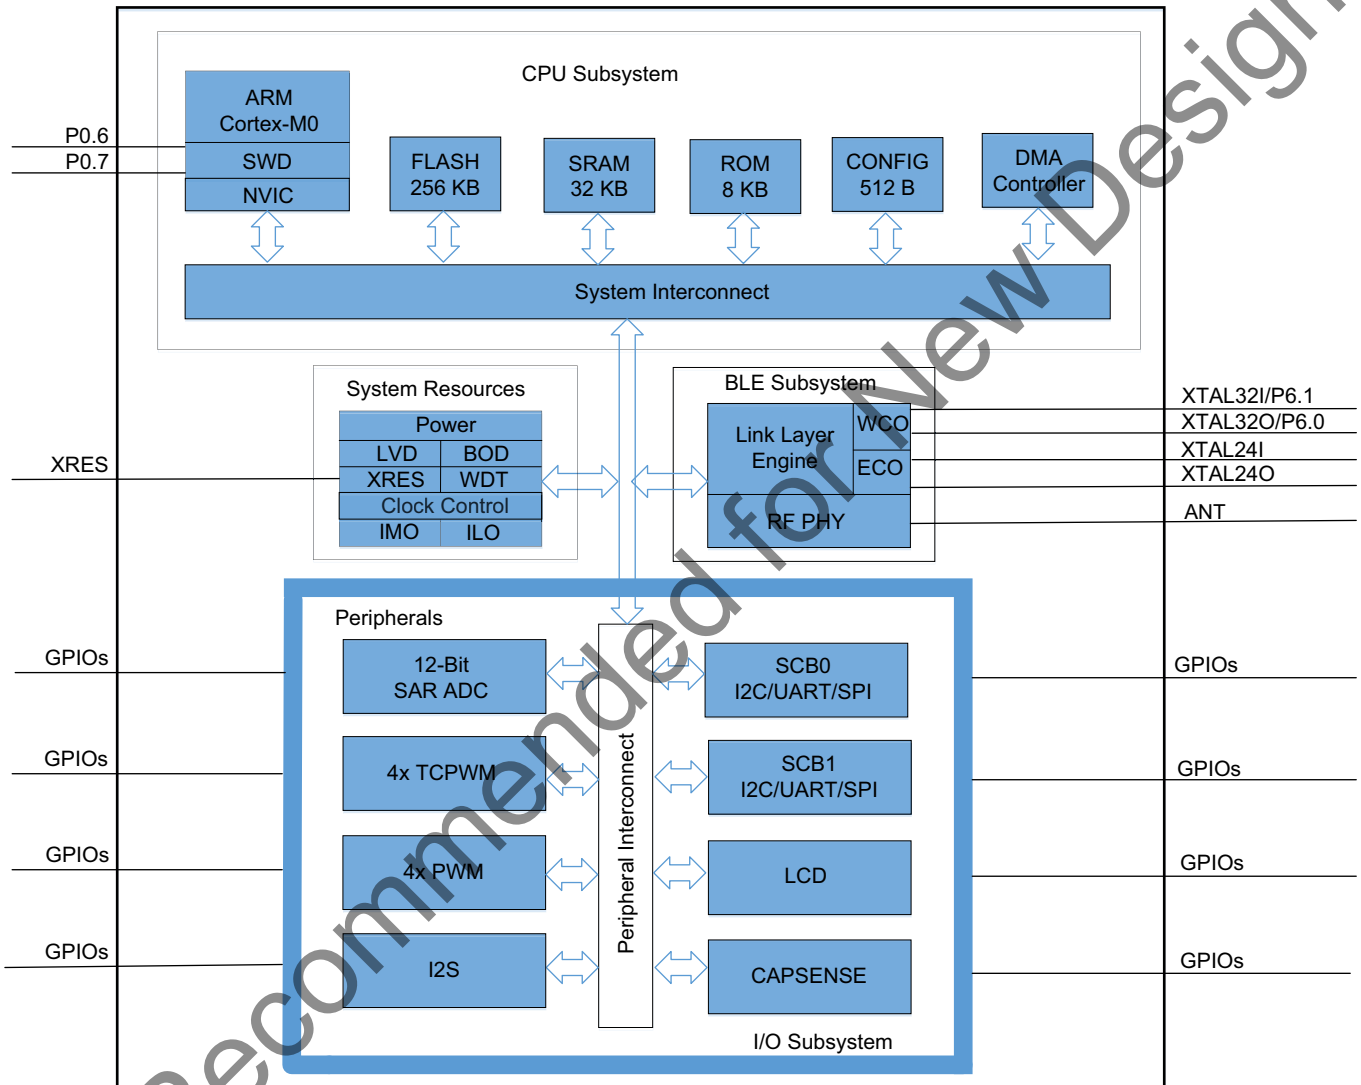 CPU Subsystem
ARM
Cortex-M0
SWD
NVIC
P0.6
P0.7
FLASH
256 KB
SRAM
32 KB
ROM
8 KB
CONFIG
512 B
DMA
Controller
System Interconnect
System Resources
Power
LVD BOD
XRES WDT
Clock Control
IMO ILO
XRES
BLE Subsystem
Link Layer
Engine
WCO
ECO
RF PHY
XTAL32I/P6.1
XTAL32O/P6.0
XTAL24I
XTAL24O
ANT
Peripherals
12-Bit
SAR ADC
4x TCPWM
4x PWM
I2S
Peripheral Interconnect
SCB0
I2C/UART/SPI
SCB1
I2C/UART/SPI
LCD
CAPSENSE
I/O Subsystem
GPIOs
GPIOs
GPIOs
GPIOs
GPIOs
GPIOs
GPIOs
GPIOs
Recommended for New Design